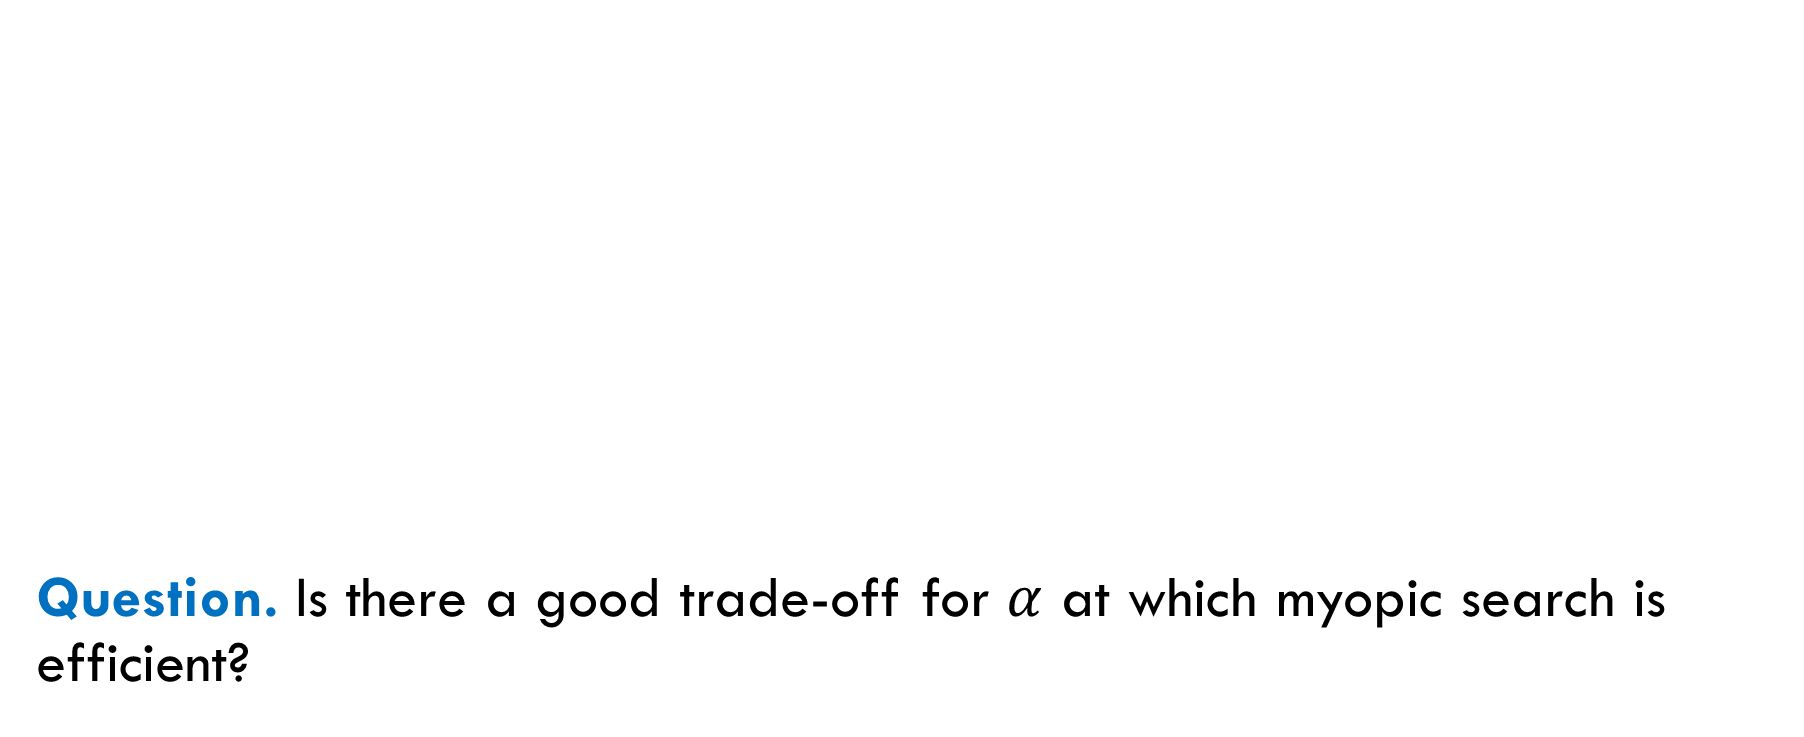 Question. Is there a good trade-off for α at which myopic search is
efficient?